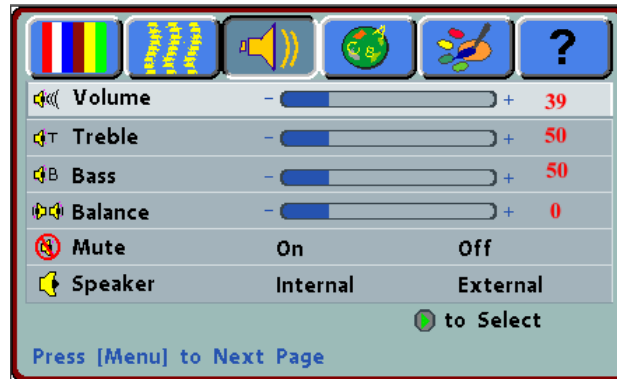 ?
Volume - + 39
T Treble - + 50
B Bass - + 50
Balance - + 0
Mute On Off
Speaker Internal External
to Select
Press [Menu] to Next Page